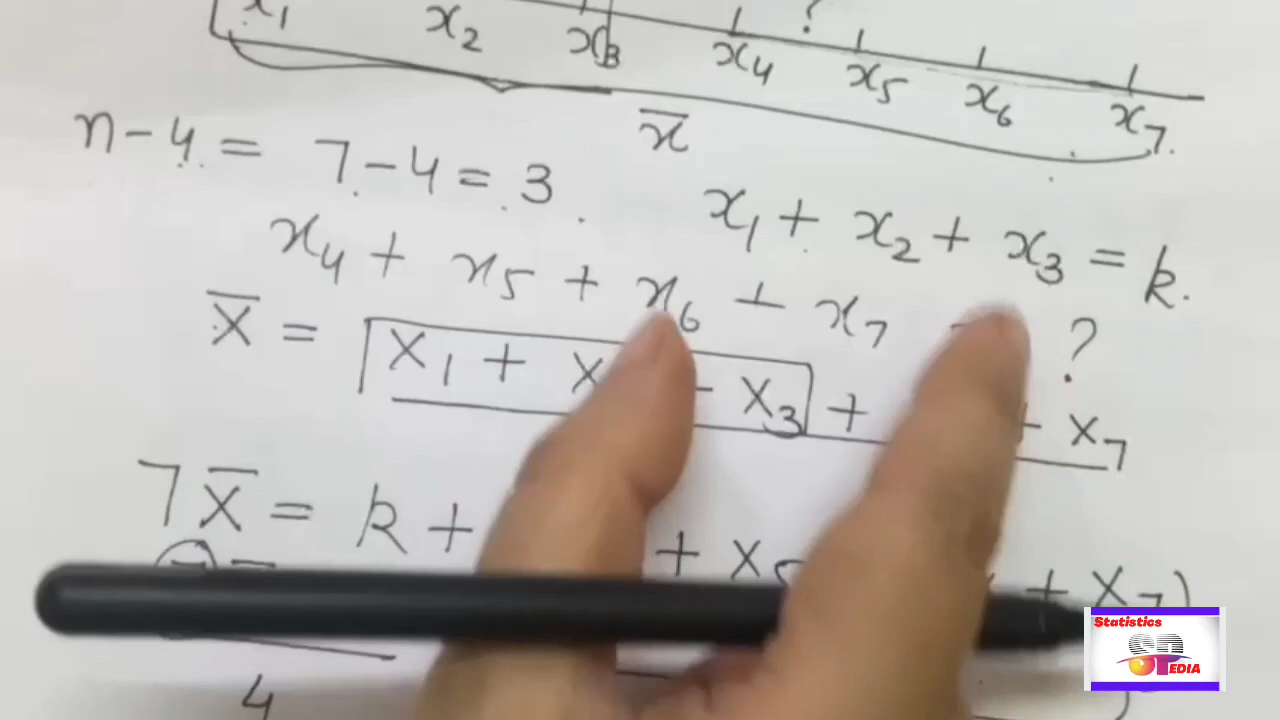 x₁ x₂ x₃ x₄ ? x₅ x₆ x₇
x̄
n - 4 = 7 - 4 = 3
x₁ + x₂ + x₃ = k.
x₄ + x₅ + x₆ + x₇ ?
X̄ = X₁ + X - X₃ + - X₇
7X̄ = k + + X₅ + X₇)
4
Statistics
PEDIA